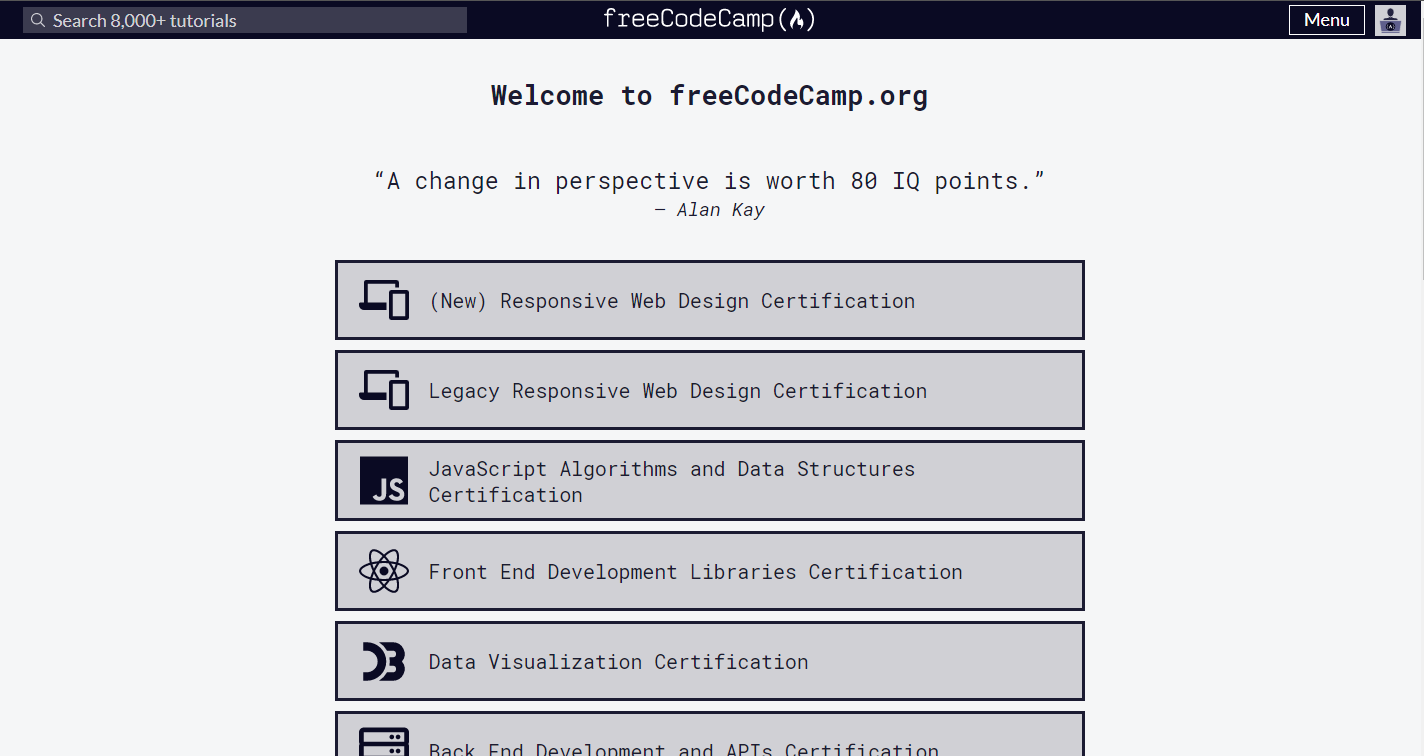 Search 8,000+ tutorials
freeCodeCamp
Menu
Welcome to freeCodeCamp.org
“A change in perspective is worth 80 IQ points.”
— Alan Kay
(New) Responsive Web Design Certification
Legacy Responsive Web Design Certification
JS
JavaScript Algorithms and Data Structures
Certification
Front End Development Libraries Certification
D3
Data Visualization Certification
Back End Development and APIs Certification